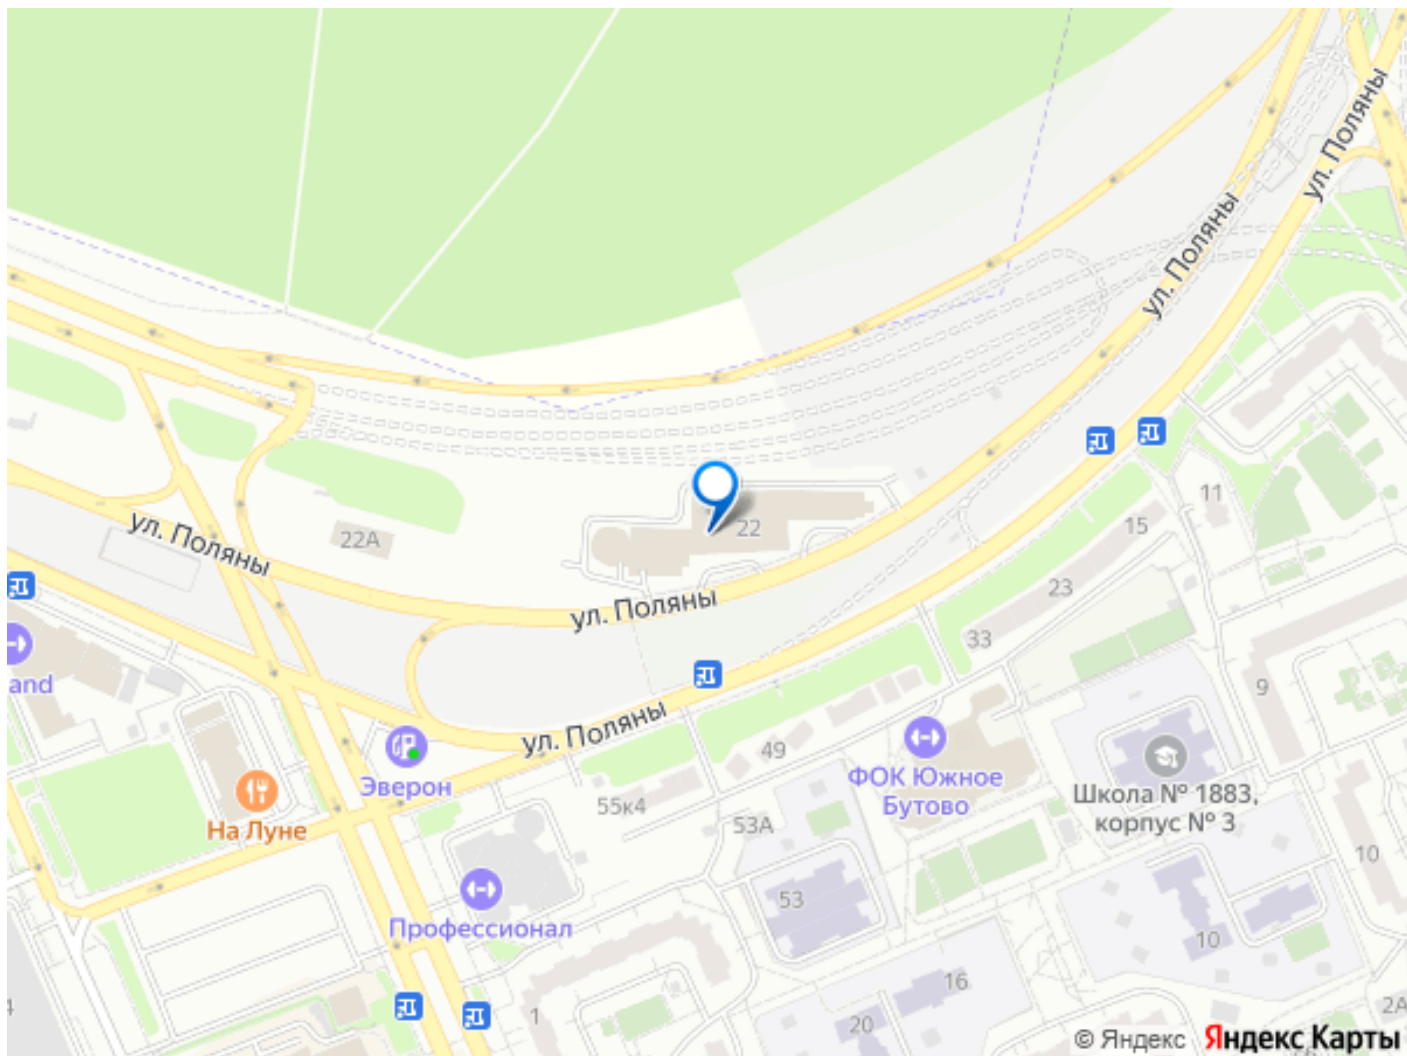 ул. Поляны
ул. Поляны
ул. Поляны
22А
22
ул. Поляны
11
15
23
33
9
and
ул. Поляны
49
Эверон
ФОК Южное
Бутово
Школа № 1883,
корпус № 3
На Луне
55к4
53А
10
53
Профессионал
10
16
20
1
4
2А
© Яндекс Яндекс Карты